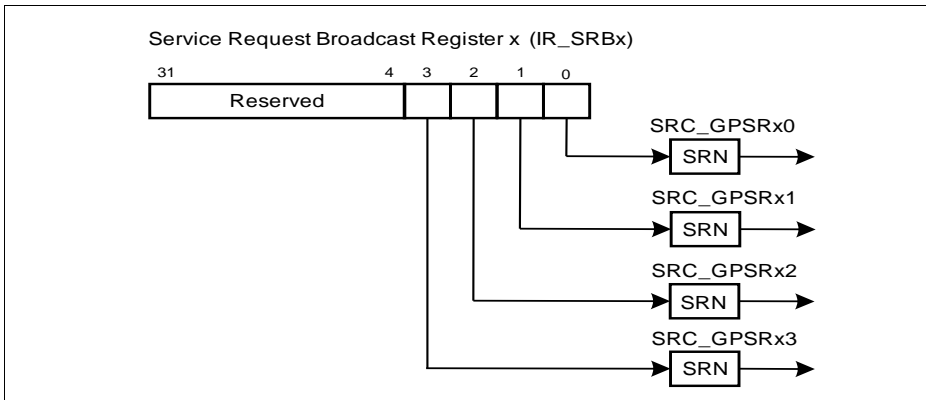 Service Request Broadcast Register x (IR_SRBx)
31 4 3 2 1 0
Reserved
SRC_GPSRx0
SRN
SRC_GPSRx1
SRN
SRC_GPSRx2
SRN
SRC_GPSRx3
SRN